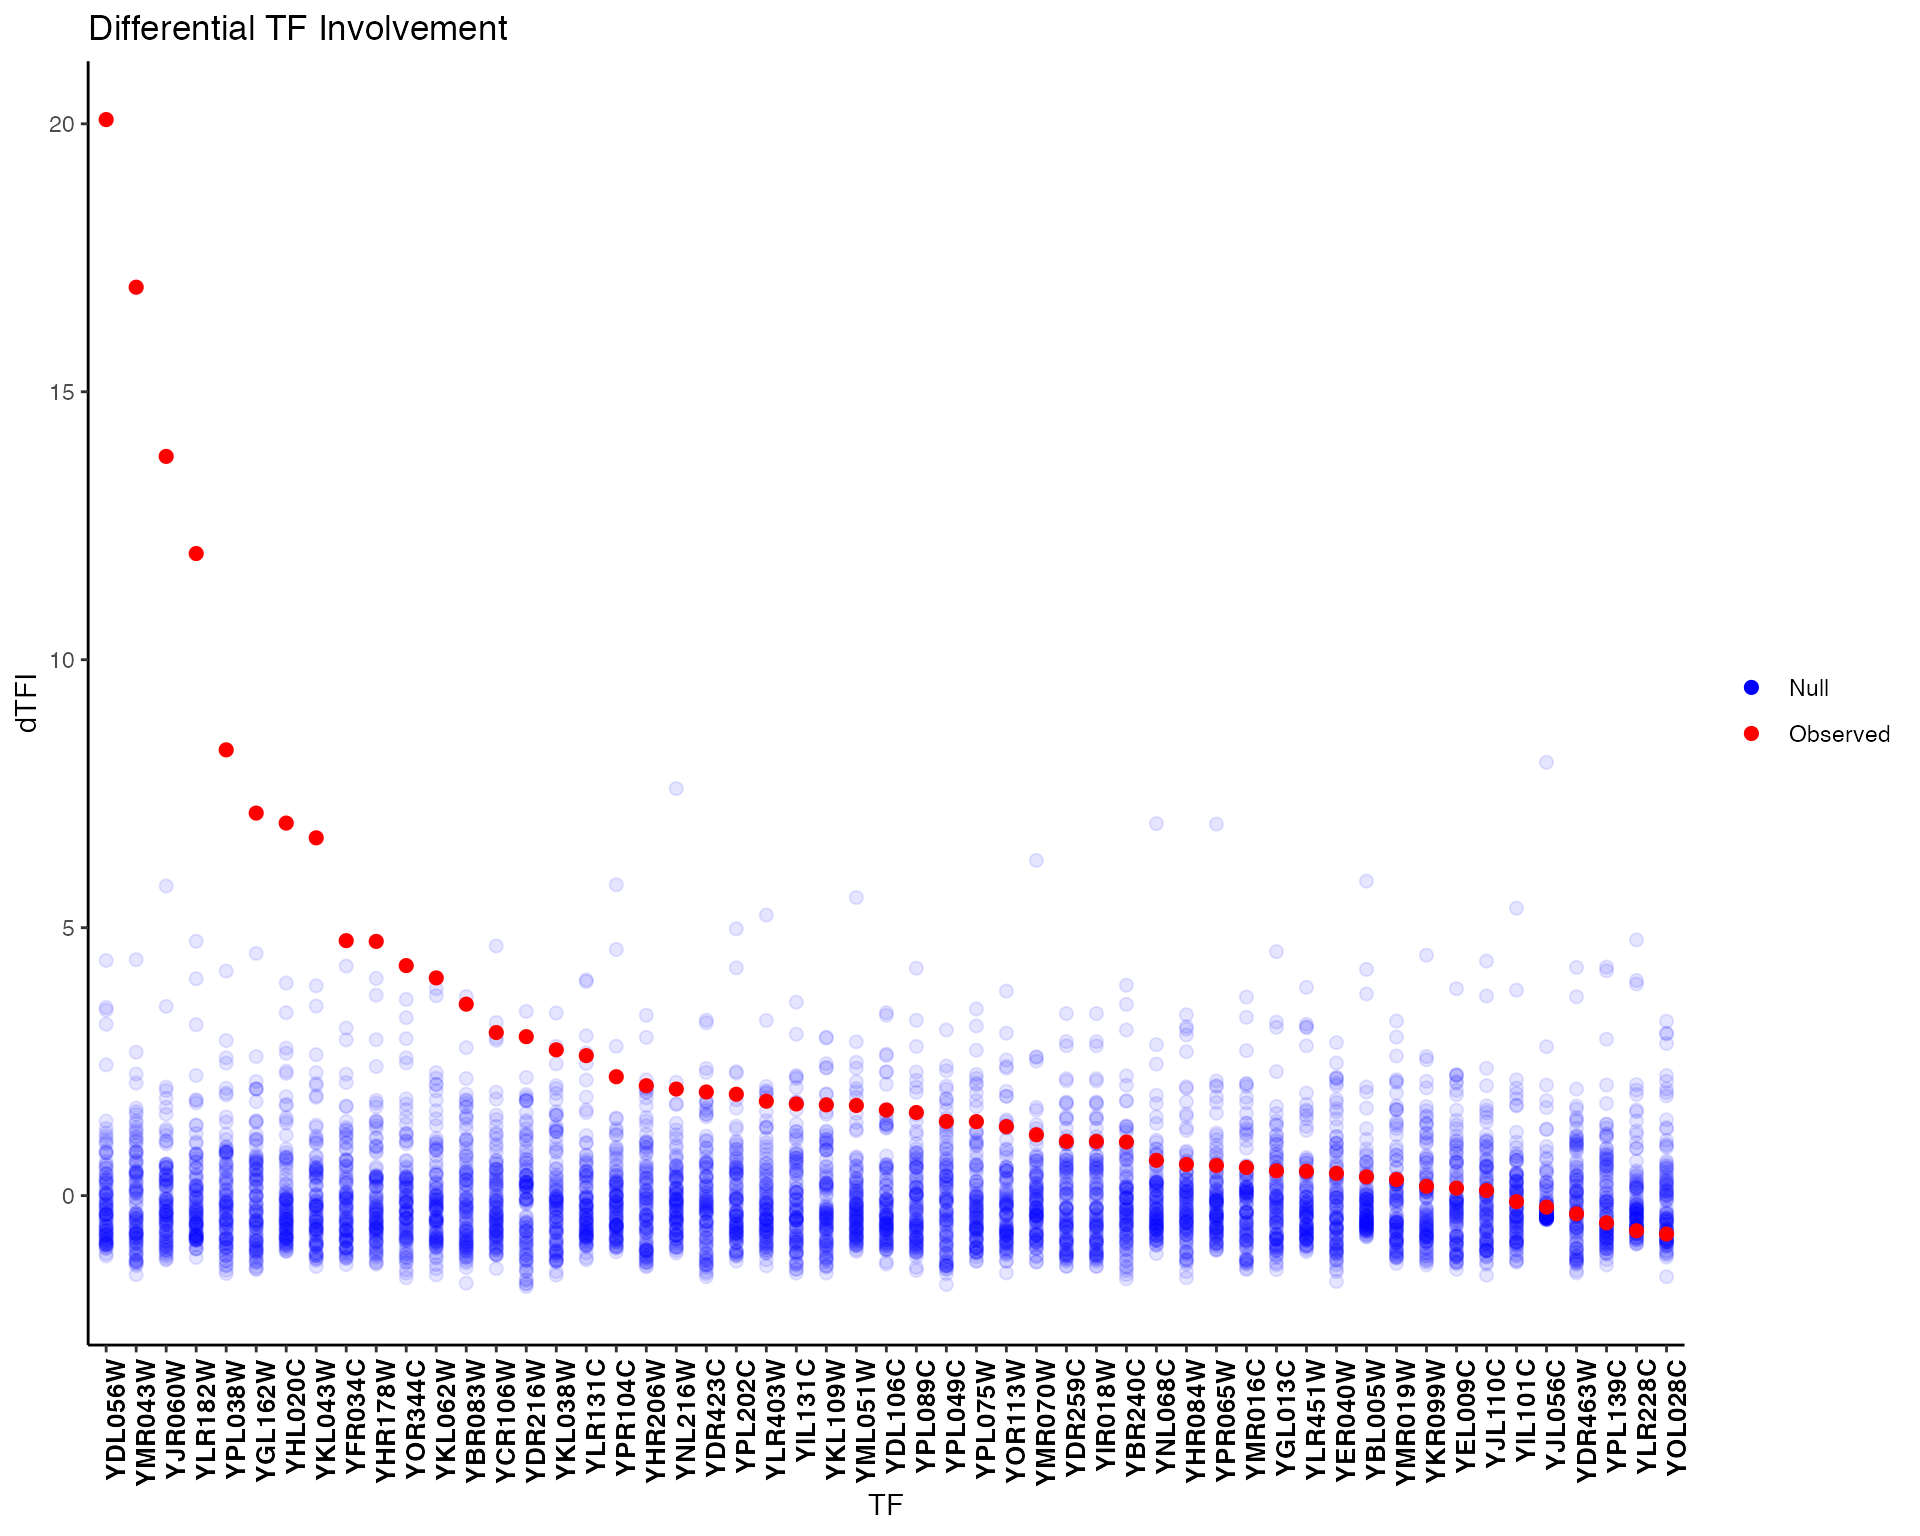 Differential TF Involvement
dTFI
20
15
10
5
0
YDL056W
YMR043W
YJR060W
YLR182W
YPL038W
YGL162W
YHL020C
YKL043W
YFR034C
YHR178W
YOR344C
YKL062W
YBR083W
YCR106W
YDR216W
YKL038W
YLR131C
YPR104C
YHR206W
YNL216W
YDR423C
YPL202C
YLR403W
YIL131C
YKL109W
YML051W
YDL106C
YPL089C
YPL049C
YPL075W
YOR113W
YMR070W
YDR259C
YIR018W
YBR240C
YNL068C
YHR084W
YPR065W
YMR016C
YGL013C
YLR451W
YER040W
YBL005W
YMR019W
YKR099W
YEL009C
YJL110C
YIL101C
YJL056C
YDR463W
YPL139C
YLR228C
YOL028C
TF
Null
Observed